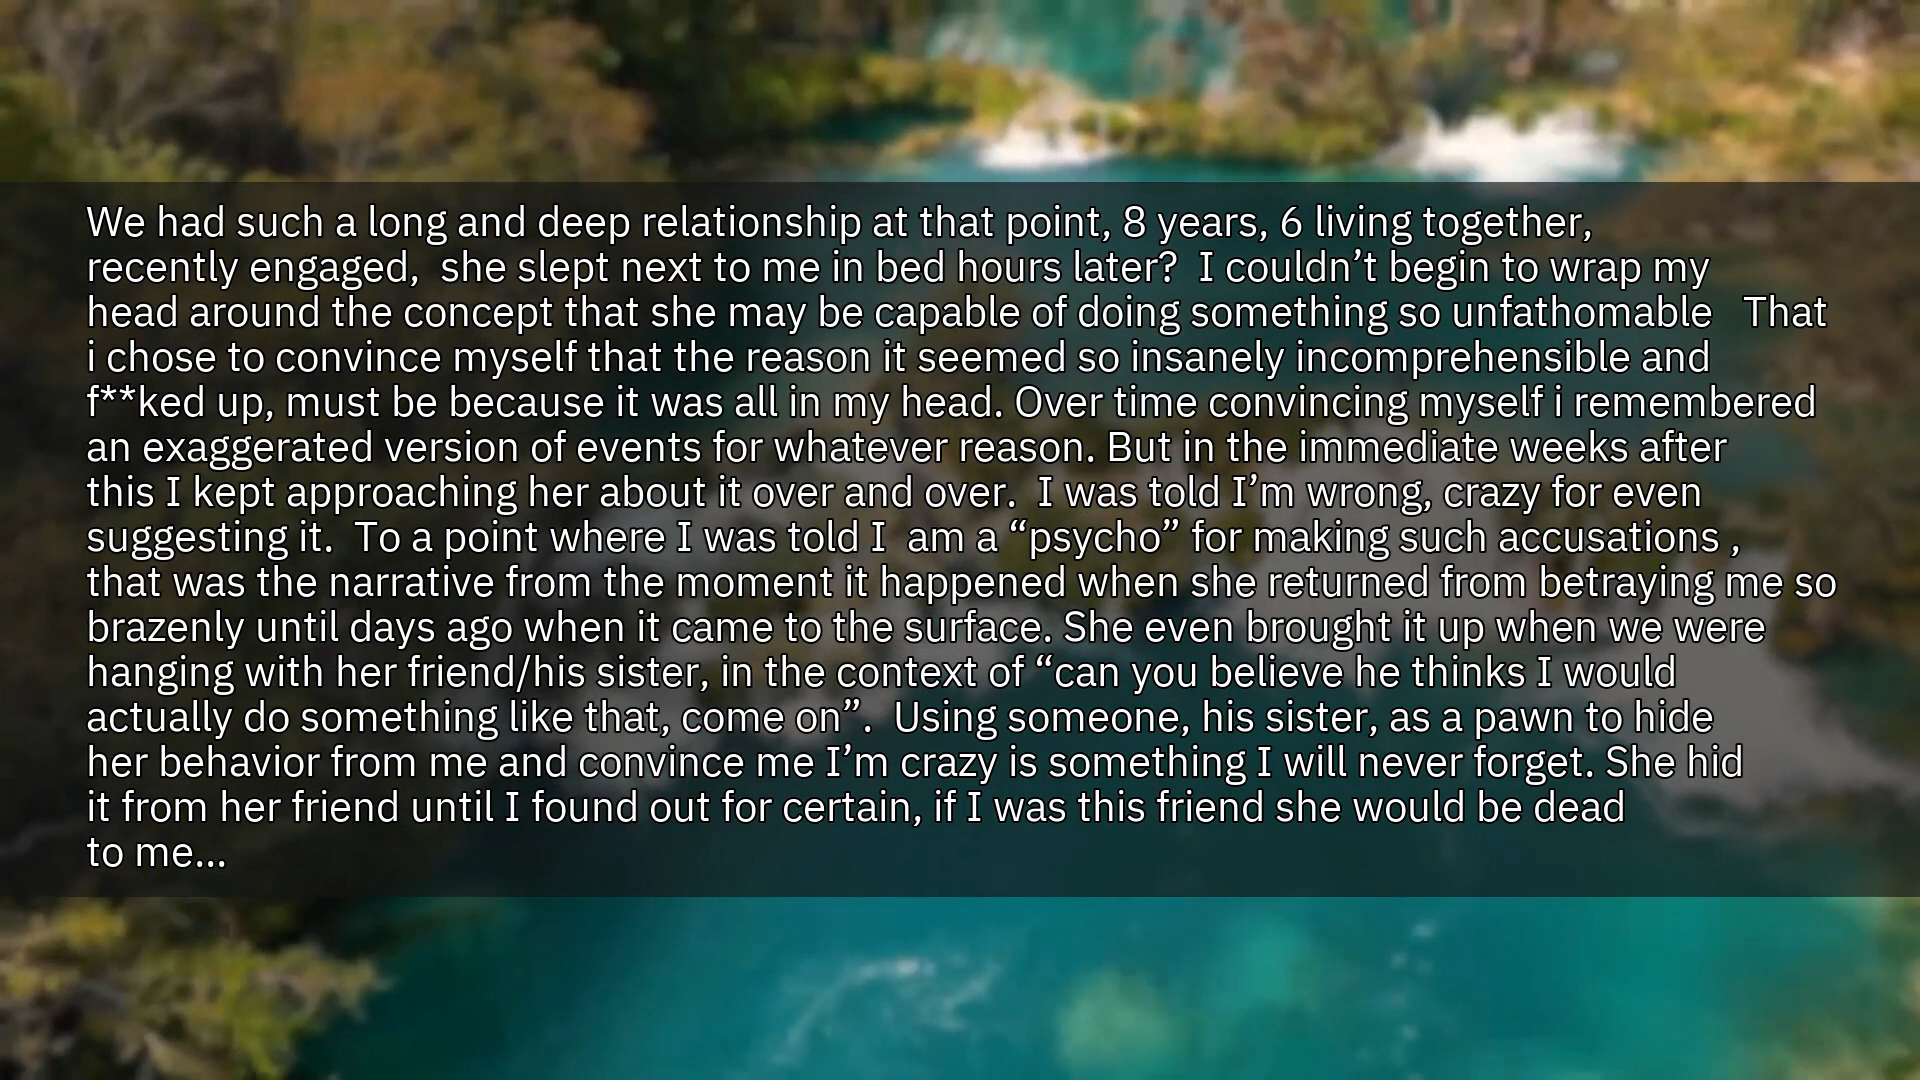 We had such a long and deep relationship at that point, 8 years, 6 living together,
recently engaged,  she slept next to me in bed hours later?  I couldn’t begin to wrap my
head around the concept that she may be capable of doing something so unfathomable   That
i chose to convince myself that the reason it seemed so insanely incomprehensible and
f**ked up, must be because it was all in my head. Over time convincing myself i remembered
an exaggerated version of events for whatever reason. But in the immediate weeks after
this I kept approaching her about it over and over.  I was told I’m wrong, crazy for even
suggesting it.  To a point where I was told I  am a “psycho” for making such accusations ,
that was the narrative from the moment it happened when she returned from betraying me so
brazenly until days ago when it came to the surface. She even brought it up when we were
hanging with her friend/his sister, in the context of “can you believe he thinks I would
actually do something like that, come on”.  Using someone, his sister, as a pawn to hide
her behavior from me and convince me I’m crazy is something I will never forget. She hid
it from her friend until I found out for certain, if I was this friend she would be dead
to me...